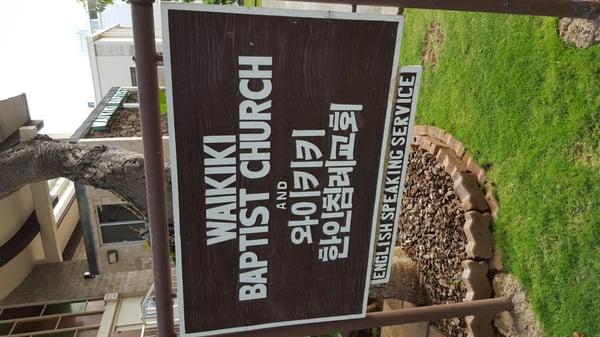 WAIKIKI
BAPTIST CHURCH
AND
와이키키
한인침례교회
ENGLISH SPEAKING SERVICE